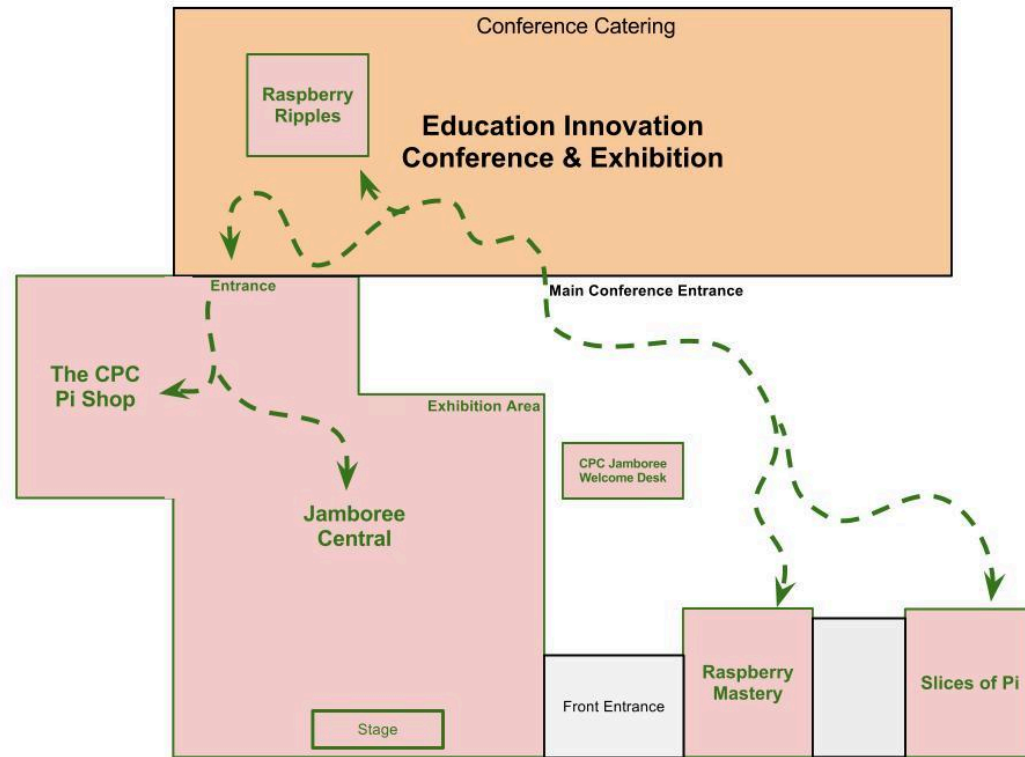 Conference Catering
Raspberry
Ripples
Education Innovation
Conference & Exhibition
Entrance
Main Conference Entrance
The CPC
Pi Shop
Exhibition Area
CPC Jamboree
Welcome Desk
Jamboree
Central
Raspberry
Mastery
Slices of Pi
Front Entrance
Stage